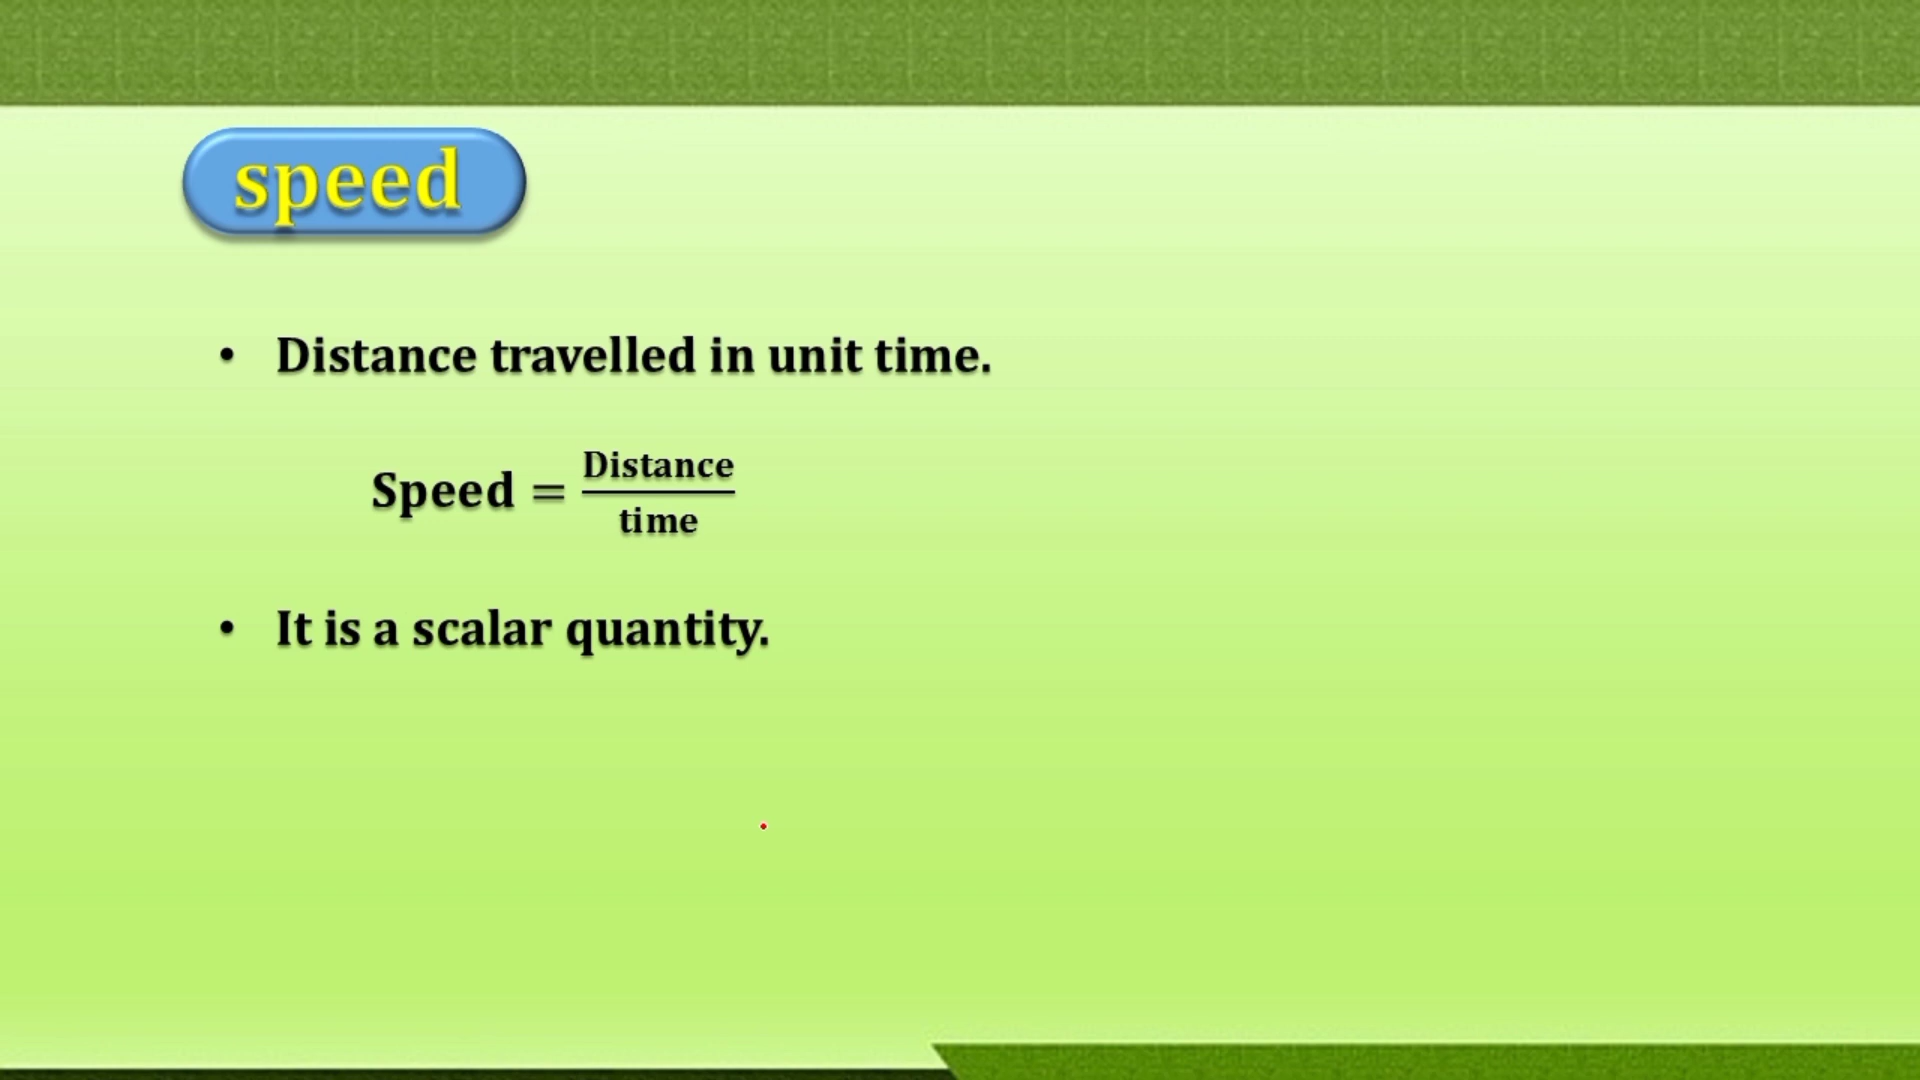 speed
• Distance travelled in unit time.
Speed = Distance/time
• It is a scalar quantity.